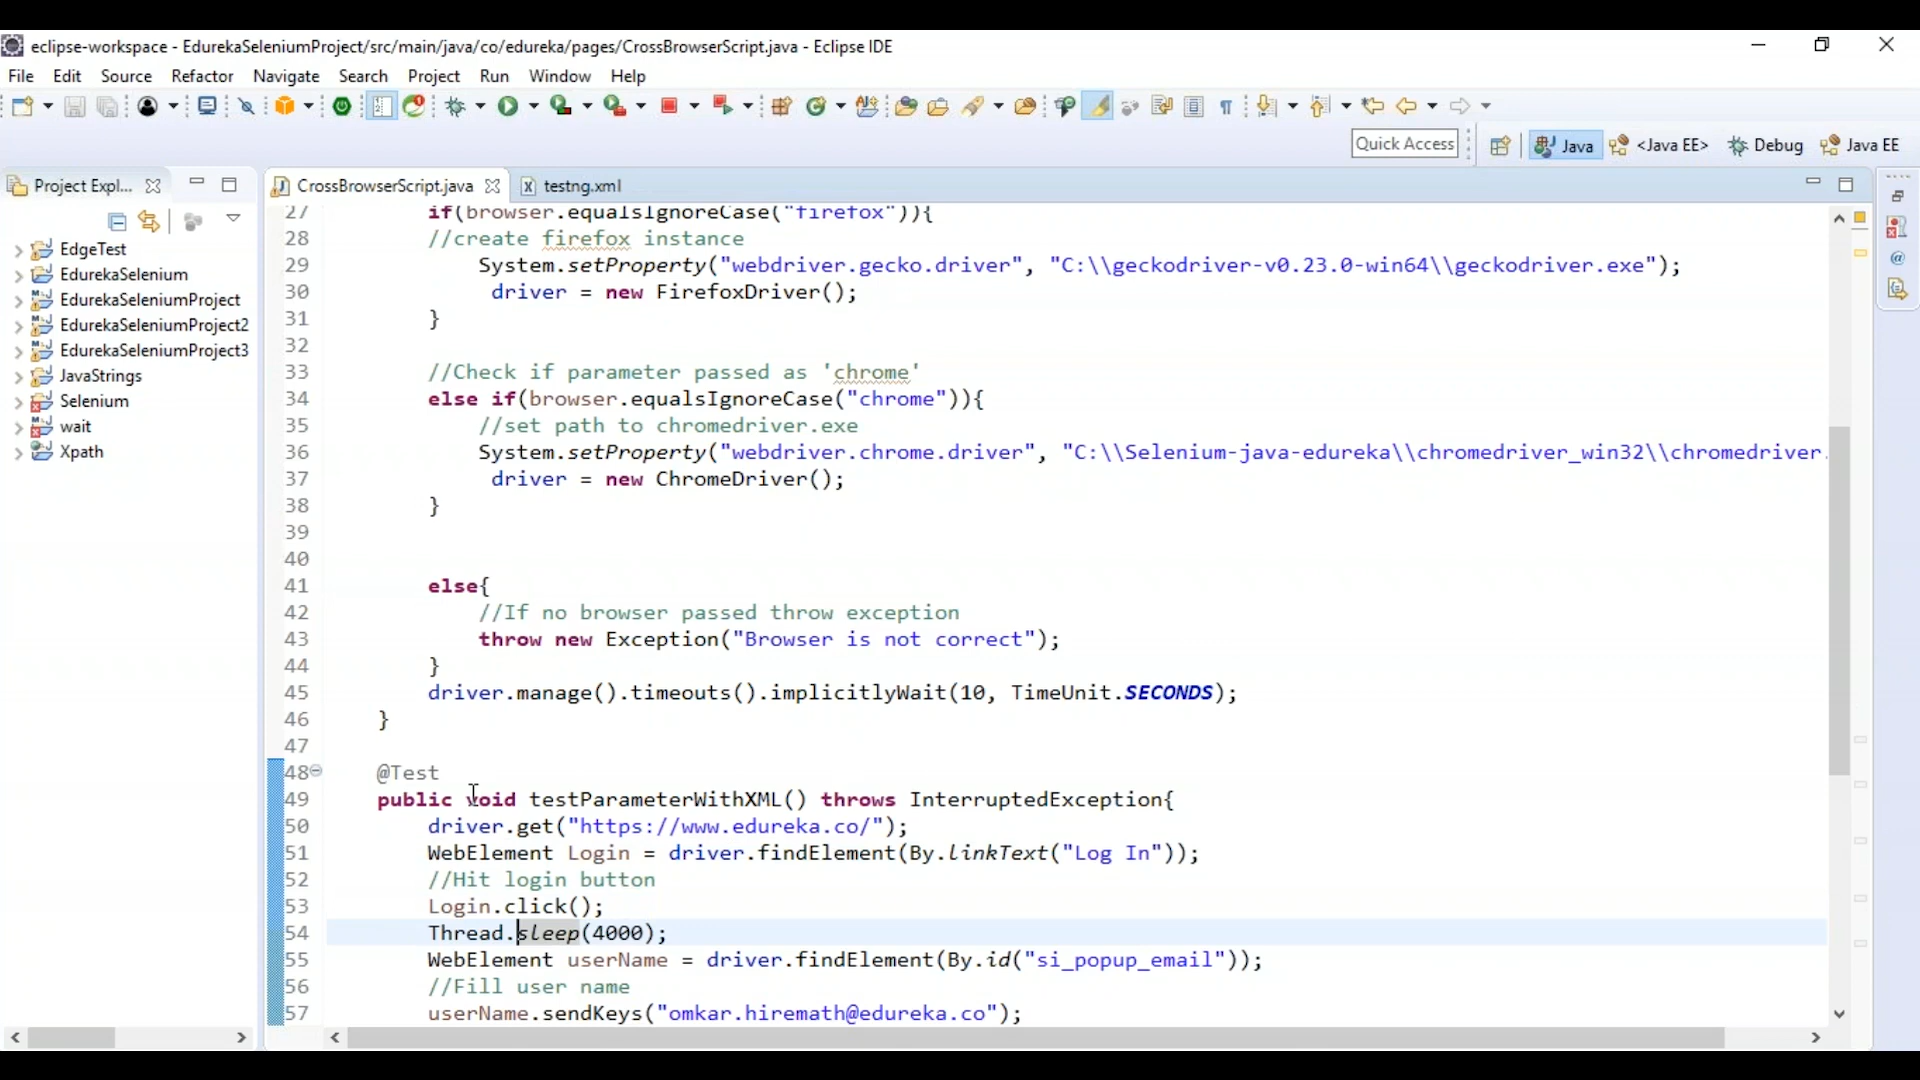 eclipse-workspace - EdurekaSeleniumProject/src/main/java/co/edureka/pages/CrossBrowserScript.java - Eclipse IDE
File Edit Source Refactor Navigate Search Project Run Window Help
Quick Access Java <Java EE> Debug Java EE
Project Expl...
EdgeTest
EdurekaSelenium
EdurekaSeleniumProject
EdurekaSeleniumProject2
EdurekaSeleniumProject3
JavaStrings
Selenium
wait
Xpath
CrossBrowserScript.java testng.xml
27 if(browser.equalsIgnoreCase("firefox")){
28 //create firefox instance
29 System.setProperty("webdriver.gecko.driver", "C:\\geckodriver-v0.23.0-win64\\geckodriver.exe");
30 driver = new FirefoxDriver();
31 }
32
33 //Check if parameter passed as 'chrome'
34 else if(browser.equalsIgnoreCase("chrome")){
35 //set path to chromedriver.exe
36 System.setProperty("webdriver.chrome.driver", "C:\\Selenium-java-edureka\\chromedriver_win32\\chromedriver.
37 driver = new ChromeDriver();
38 }
39
40
41 else{
42 //If no browser passed throw exception
43 throw new Exception("Browser is not correct");
44 }
45 driver.manage().timeouts().implicitlyWait(10, TimeUnit.SECONDS);
46 }
47
48 @Test
49 public void testParameterWithXML() throws InterruptedException{
50 driver.get("https://www.edureka.co/");
51 WebElement Login = driver.findElement(By.linkText("Log In"));
52 //Hit login button
53 Login.click();
54 Thread.sleep(4000);
55 WebElement userName = driver.findElement(By.id("si_popup_email"));
56 //Fill user name
57 userName.sendKeys("omkar.hiremath@edureka.co");